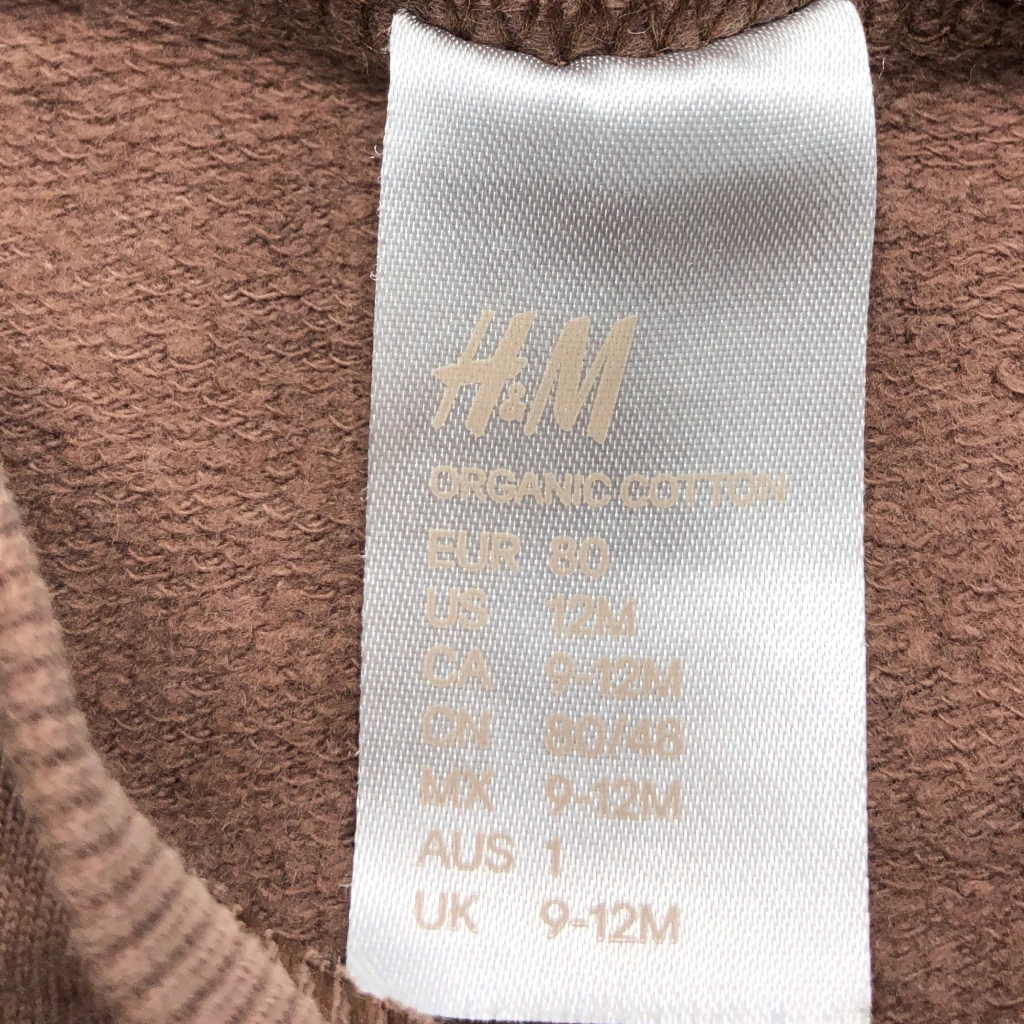 H&M
ORGANIC COTTON
EUR 80
US 12M
CA 9-12M
CN 80/48
MX 9-12M
AUS 1
UK 9-12M